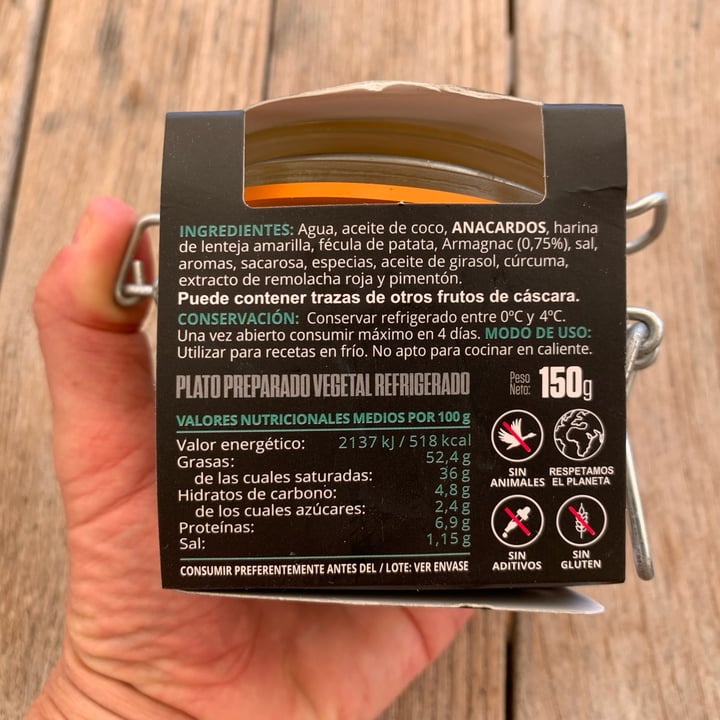 INGREDIENTES: Agua, aceite de coco, ANACARDOS, harina
de lenteja amarilla, fécula de patata, Armagnac (0,75%), sal,
aromas, sacarosa, especias, aceite de girasol, cúrcuma,
extracto de remolacha roja y pimentón.
Puede contener trazas de otros frutos de cáscara.
CONSERVACIÓN: Conservar refrigerado entre 0ºC y 4ºC.
Una vez abierto consumir máximo en 4 días. MODO DE USO:
Utilizar para recetas en frío. No apto para cocinar en caliente.
PLATO PREPARADO VEGETAL REFRIGERADO
Peso
Neto: 150g
VALORES NUTRICIONALES MEDIOS POR 100 g
Valor energético: 2137 kJ / 518 kcal
Grasas: 52,4 g
de las cuales saturadas: 36 g
Hidratos de carbono: 4,8 g
de los cuales azúcares: 2,4 g
Proteínas: 6,9 g
Sal: 1,15 g
CONSUMIR PREFERENTEMENTE ANTES DEL / LOTE: VER ENVASE
SIN
ANIMALES
RESPETAMOS
EL PLANETA
SIN
ADITIVOS
SIN
GLUTEN